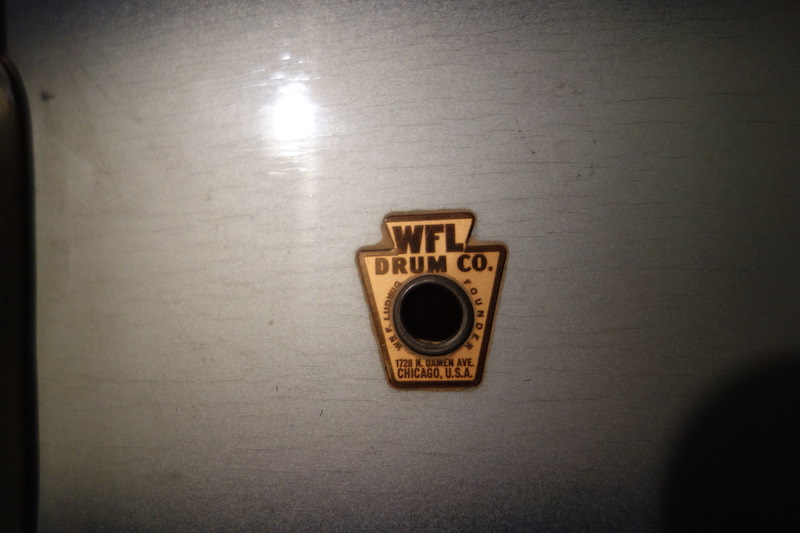 WFL
DRUM CO.
WM. F. LUDWIG
FOUNDER
1728 N. DAMEN AVE.
CHICAGO, U.S.A.